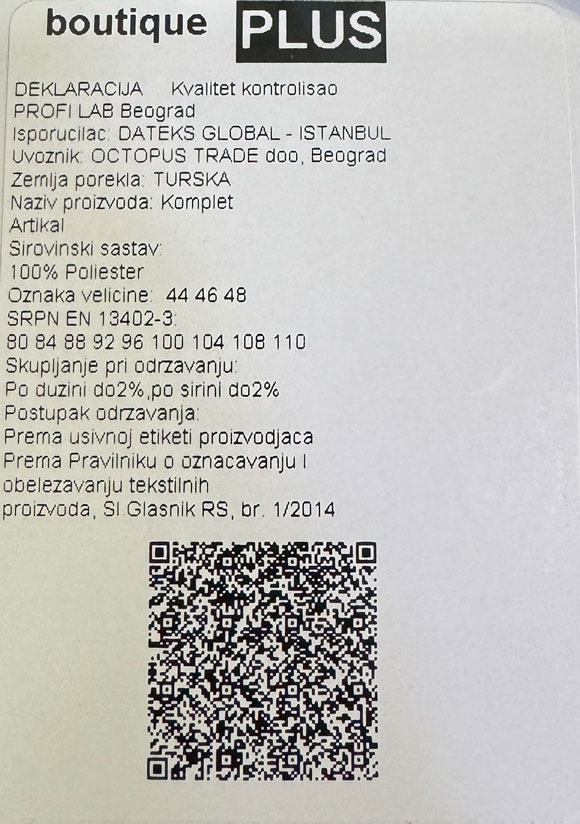 boutique PLUS
DEKLARACIJA Kvalitet kontrolisao
PROFI LAB Beograd
Isporucilac: DATEKS GLOBAL - ISTANBUL
Uvoznik: OCTOPUS TRADE doo, Beograd
Zemlja porekla: TURSKA
Naziv proizvoda: Komplet
Artikal
Sirovinski sastav:
100% Poliester
Oznaka velicine: 44 46 48
SRPN EN 13402-3:
80 84 88 92 96 100 104 108 110
Skupljanje pri odrzavanju:
Po duzini do2%,po sirini do2%
Postupak odrzavanja:
Prema usivnoj etiketi proizvodjaca
Prema Pravilniku o oznacavanju I
obelezavanju tekstilnih
proizvoda, Sl Glasnik RS, br. 1/2014